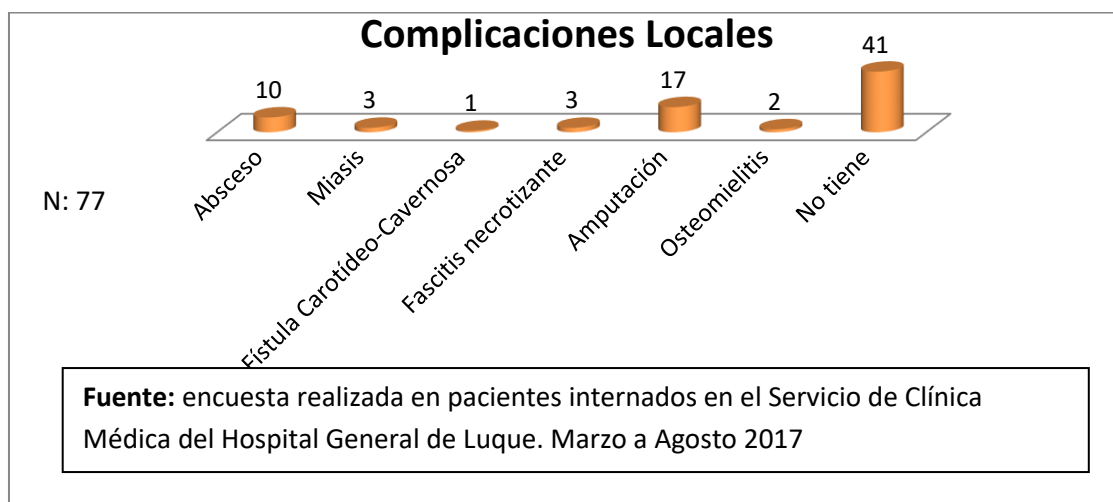 Complicaciones Locales
10
3
1
3
17
2
41
Absceso
Miasis
Fístula Carotídeo-Cavernosa
Fascitis necrotizante
Amputación
Osteomielitis
No tiene
N: 77
Fuente: encuesta realizada en pacientes internados en el Servicio de Clínica
Médica del Hospital General de Luque. Marzo a Agosto 2017